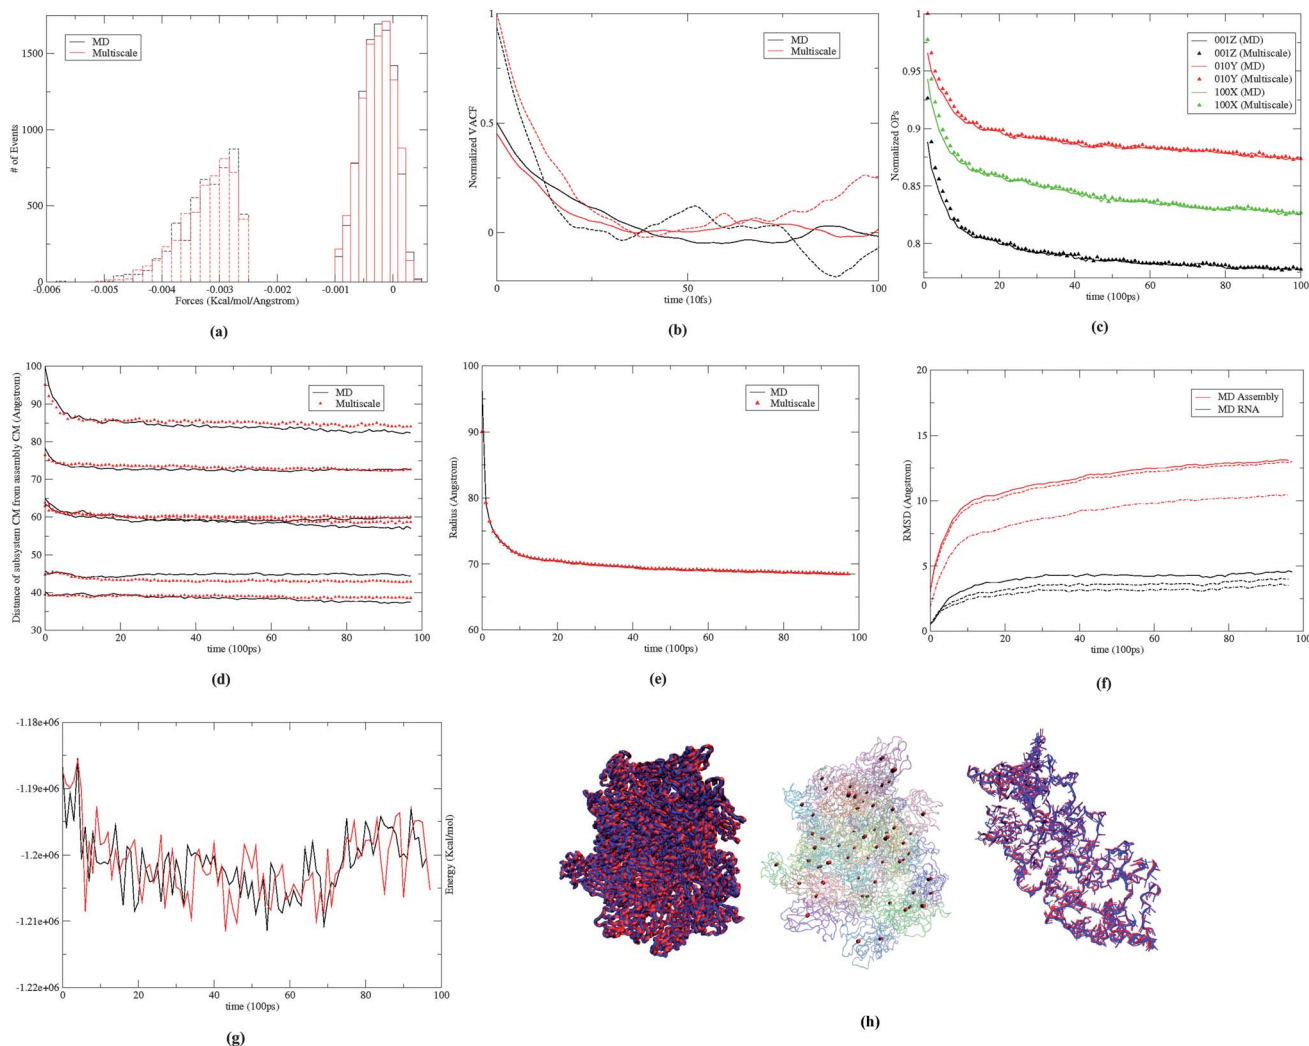 MD
Multiscale
# of Events
1500
1000
500
0
-0.006
-0.005
-0.004
-0.003
-0.002
-0.001
0
Forces (Kcal/mol/Angstrom)
(a)
MD
Multiscale
Normalized VACF
1
0.5
0
0
50
100
time (10fs)
(b)
001Z (MD)
001Z (Multiscale)
010Y (MD)
010Y (Multiscale)
100X (MD)
100X (Multiscale)
Normalized OPs
1
0.95
0.9
0.85
0.8
0
20
40
60
80
100
time (100ps)
(c)
MD
Multiscale
Distance of subsystem CM from assembly CM (Angstrom)
100
90
80
70
60
50
40
30
0
20
40
60
80
100
time (100ps)
(d)
MD
Multiscale
Radius (Angstrom)
100
90
80
70
60
0
20
40
60
80
100
time (100ps)
(e)
MD Assembly
MD RNA
RMSD (Angstrom)
20
15
10
5
0
0
20
40
60
80
100
time (100ps)
(f)
-1.18e+06
-1.19e+06
-1.2e+06
-1.21e+06
-1.22e+06
Energy (Kcal/mol)
0
20
40
60
80
100
time (100ps)
(g)
(h)